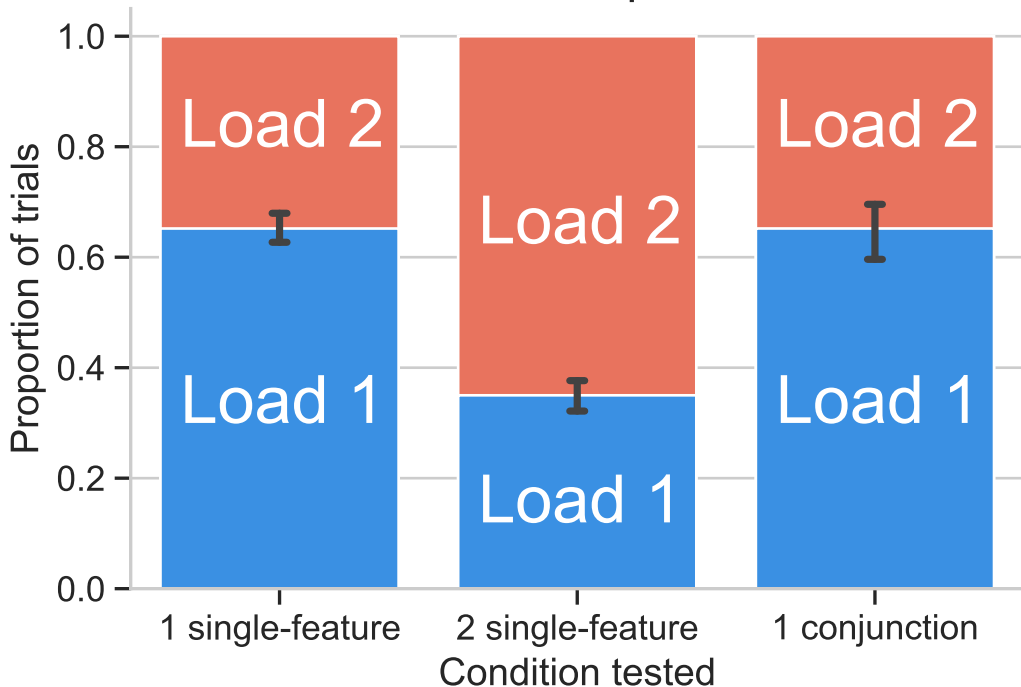 1.0
0.8
0.6
0.4
0.2
0.0
Proportion of trials
Load 2
Load 1
Load 2
Load 1
Load 2
Load 1
1 single-feature
2 single-feature
1 conjunction
Condition tested